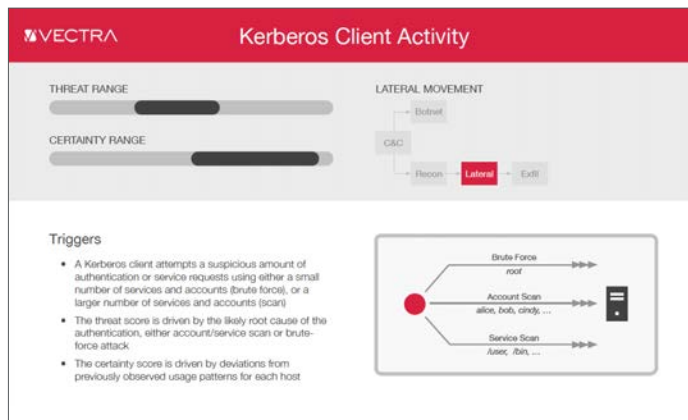 VECTRA
Kerberos Client Activity
THREAT RANGE
CERTAINTY RANGE
LATERAL MOVEMENT
Botnet
C&C
Recon
Lateral
Exfil
Triggers
• A Kerberos client attempts a suspicious amount of
authentication or service requests using either a small
number of services and accounts (brute force), or a
larger number of services and accounts (scan)
• The threat score is driven by the likely root cause of the
authentication, either account/service scan or brute-
force attack
• The certainty score is driven by deviations from
previously observed usage patterns for each host
Brute Force
root
Account Scan
alice, bob, cindy, ...
Service Scan
/user, /bin, ...